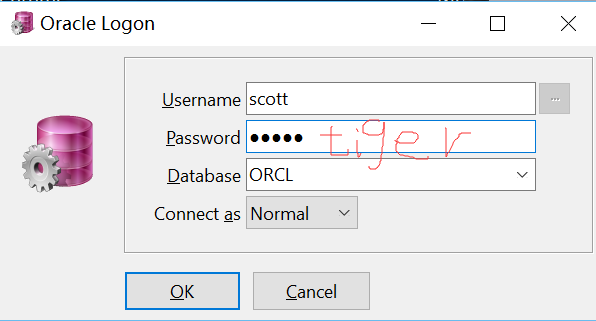 Oracle Logon
Username scott ...
Password ●●●●● tiger
Database ORCL
Connect as Normal
OK Cancel